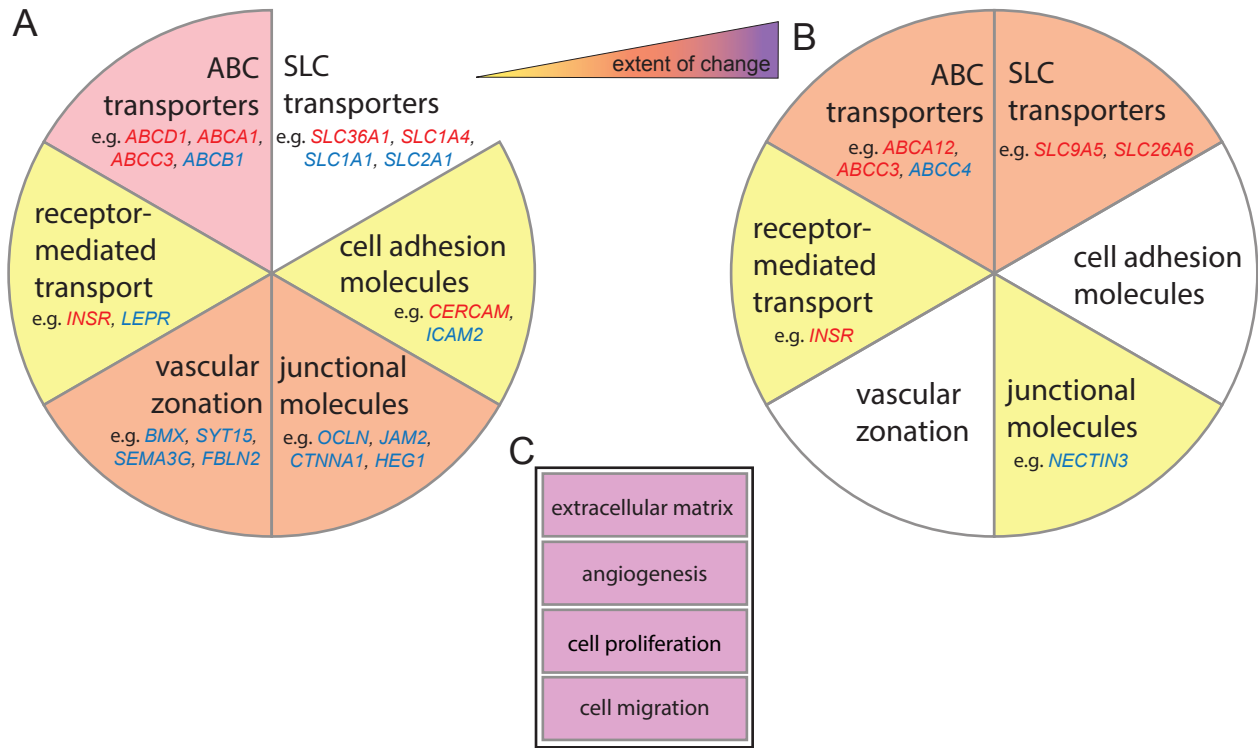 A
ABC
transporters
e.g. ABCD1, ABCA1,
ABCC3, ABCB1
SLC
transporters
e.g. SLC36A1, SLC1A4,
SLC1A1, SLC2A1
receptor-
mediated
transport
e.g. INSR, LEPR
cell adhesion
molecules
e.g. CERCAM,
ICAM2
vascular
zonation
e.g. BMX, SYT15,
SEMA3G, FBLN2
junctional
molecules
e.g. OCLN, JAM2,
CTNNA1, HEG1
extent of change
B
ABC
transporters
e.g. ABCA12,
ABCC3, ABCC4
SLC
transporters
e.g. SLC9A5, SLC26A6
receptor-
mediated
transport
e.g. INSR
cell adhesion
molecules
vascular
zonation
junctional
molecules
e.g. NECTIN3
C
extracellular matrix
angiogenesis
cell proliferation
cell migration